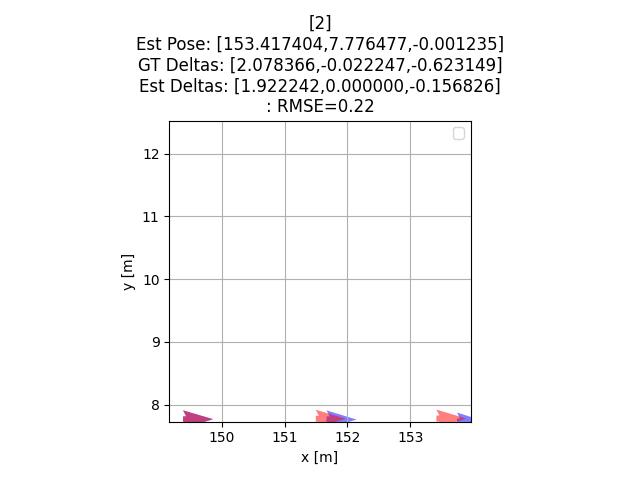 [2]
Est Pose: [153.417404,7.776477,-0.001235]
GT Deltas: [2.078366,-0.022247,-0.623149]
Est Deltas: [1.922242,0.000000,-0.156826]
: RMSE=0.22
12
11
10
9
8
y [m]
150 151 152 153
x [m]